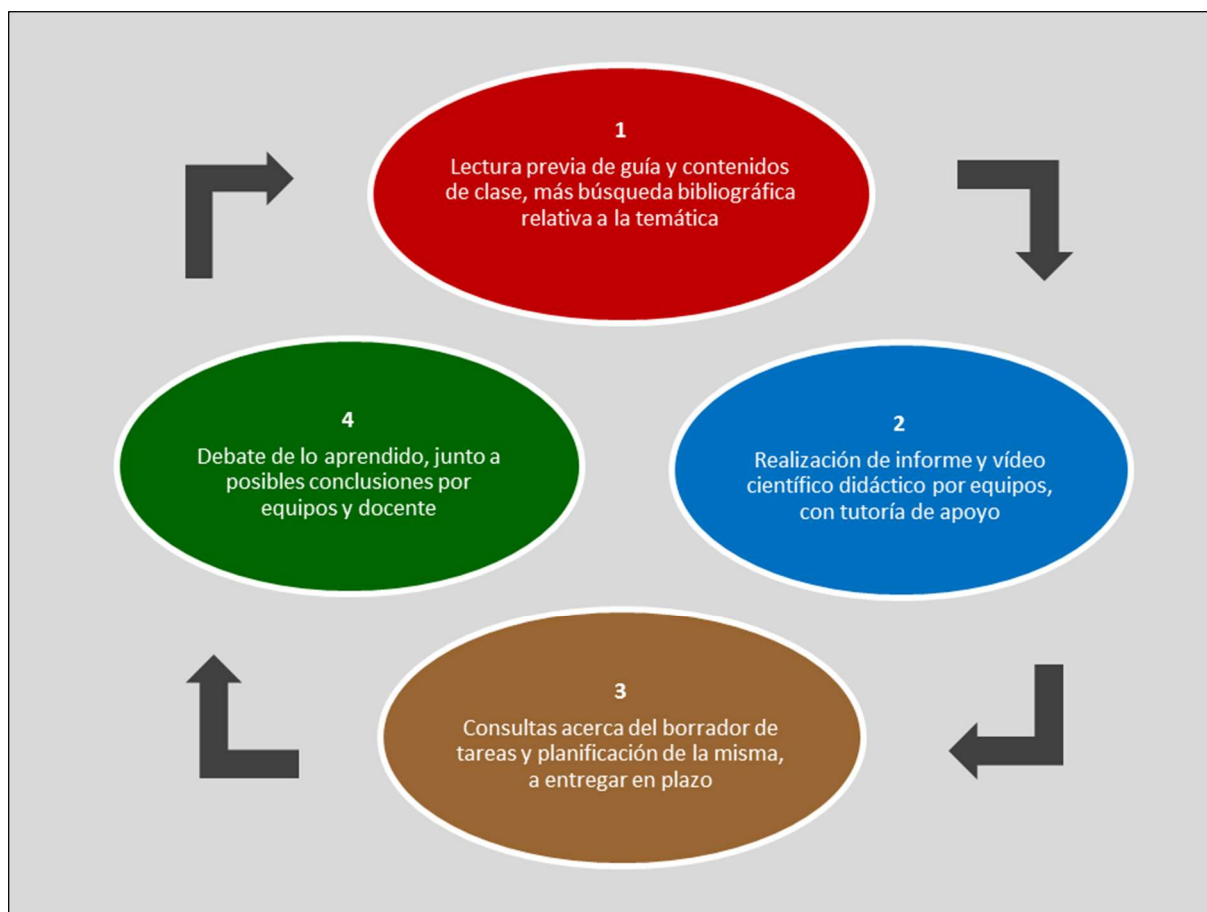 1
Lectura previa de guía y contenidos
de clase, más búsqueda bibliográfica
relativa a la temática
2
Realización de informe y vídeo
científico didáctico por equipos,
con tutoría de apoyo
3
Consultas acerca del borrador de
tareas y planificación de la misma,
a entregar en plazo
4
Debate de lo aprendido, junto a
posibles conclusiones por
equipos y docente